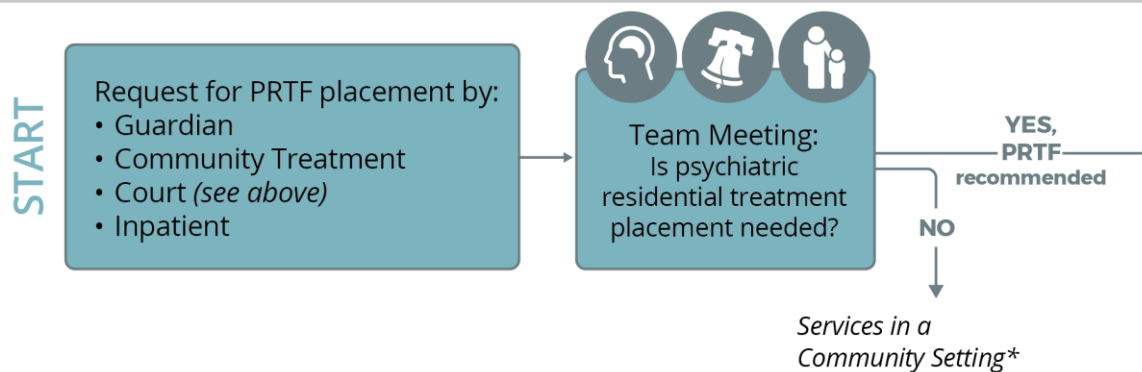 START
Request for PRTF placement by:
• Guardian
• Community Treatment
• Court (see above)
• Inpatient
Team Meeting:
Is psychiatric
residential treatment
placement needed?
YES,
PRTF
recommended
NO
Services in a
Community Setting*